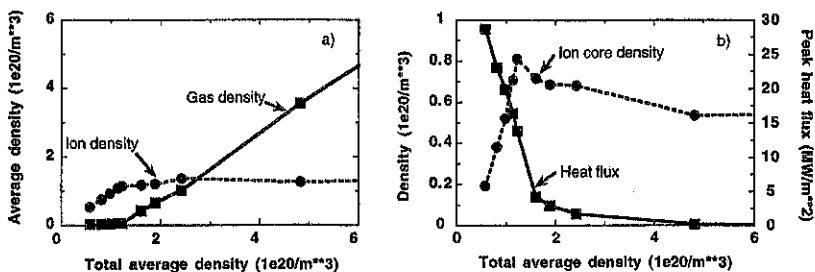 a)
Average density (1e20/m**3)
6
4
2
0
Gas density
Ion density
0 2 4 6
Total average density (1e20/m**3)
b)
Density (1e20/m**3)
1
0.8
0.6
0.4
0.2
0
Ion core density
Heat flux
30
25
20
15
10
5
0
Peak heat flux (MW/m**2)
0 2 4 6
Total average density (1e20/m**3)